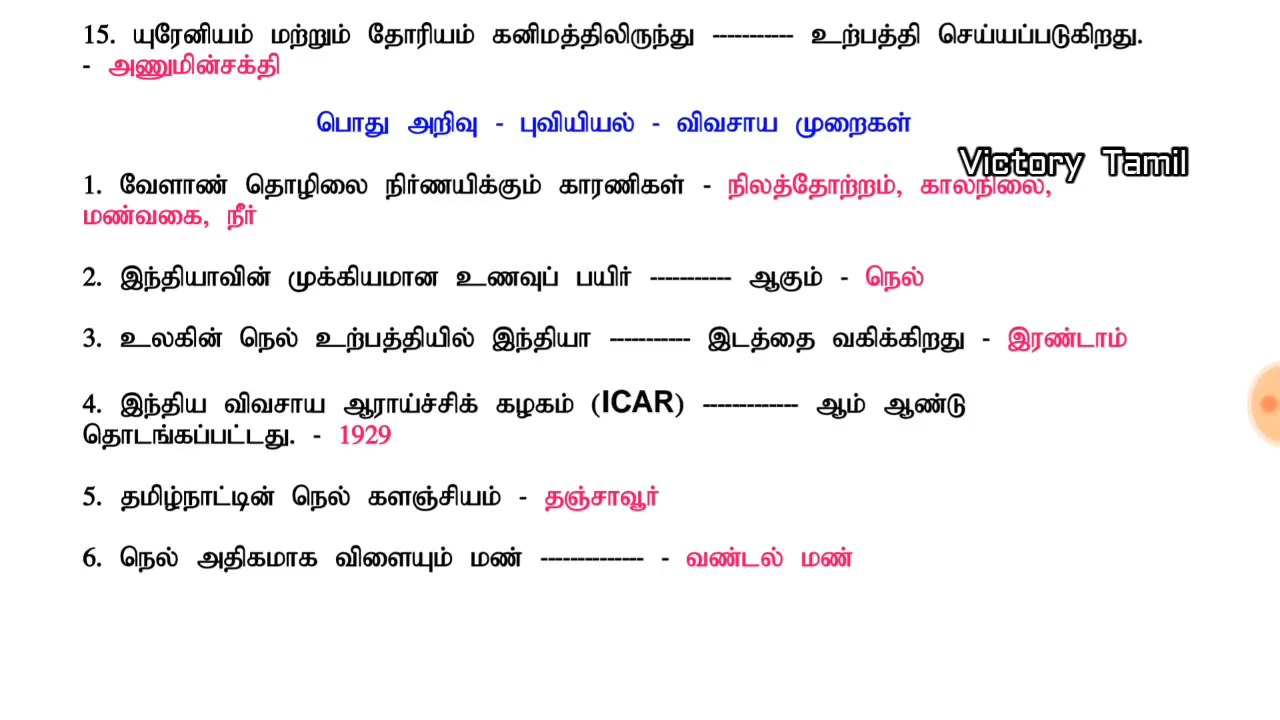 15. யுரேனியம் மற்றும் தோரியம் கனிமத்திலிருந்து ----------- உற்பத்தி செய்யப்படுகிறது.
- அணுமின்சக்தி
பொது அறிவு - புவியியல் - விவசாய முறைகள்
Victory Tamil
1. வேளாண் தொழிலை நிர்ணயிக்கும் காரணிகள் - நிலத்தோற்றம், காலநிலை,
மண்வகை, நீர்
2. இந்தியாவின் முக்கியமான உணவுப் பயிர் ----------- ஆகும் - நெல்
3. உலகின் நெல் உற்பத்தியில் இந்தியா ----------- இடத்தை வகிக்கிறது - இரண்டாம்
4. இந்திய விவசாய ஆராய்ச்சிக் கழகம் (ICAR) ------------- ஆம் ஆண்டு
தொடங்கப்பட்டது. - 1929
5. தமிழ்நாட்டின் நெல் களஞ்சியம் - தஞ்சாவூர்
6. நெல் அதிகமாக விளையும் மண் -------------- - வண்டல் மண்